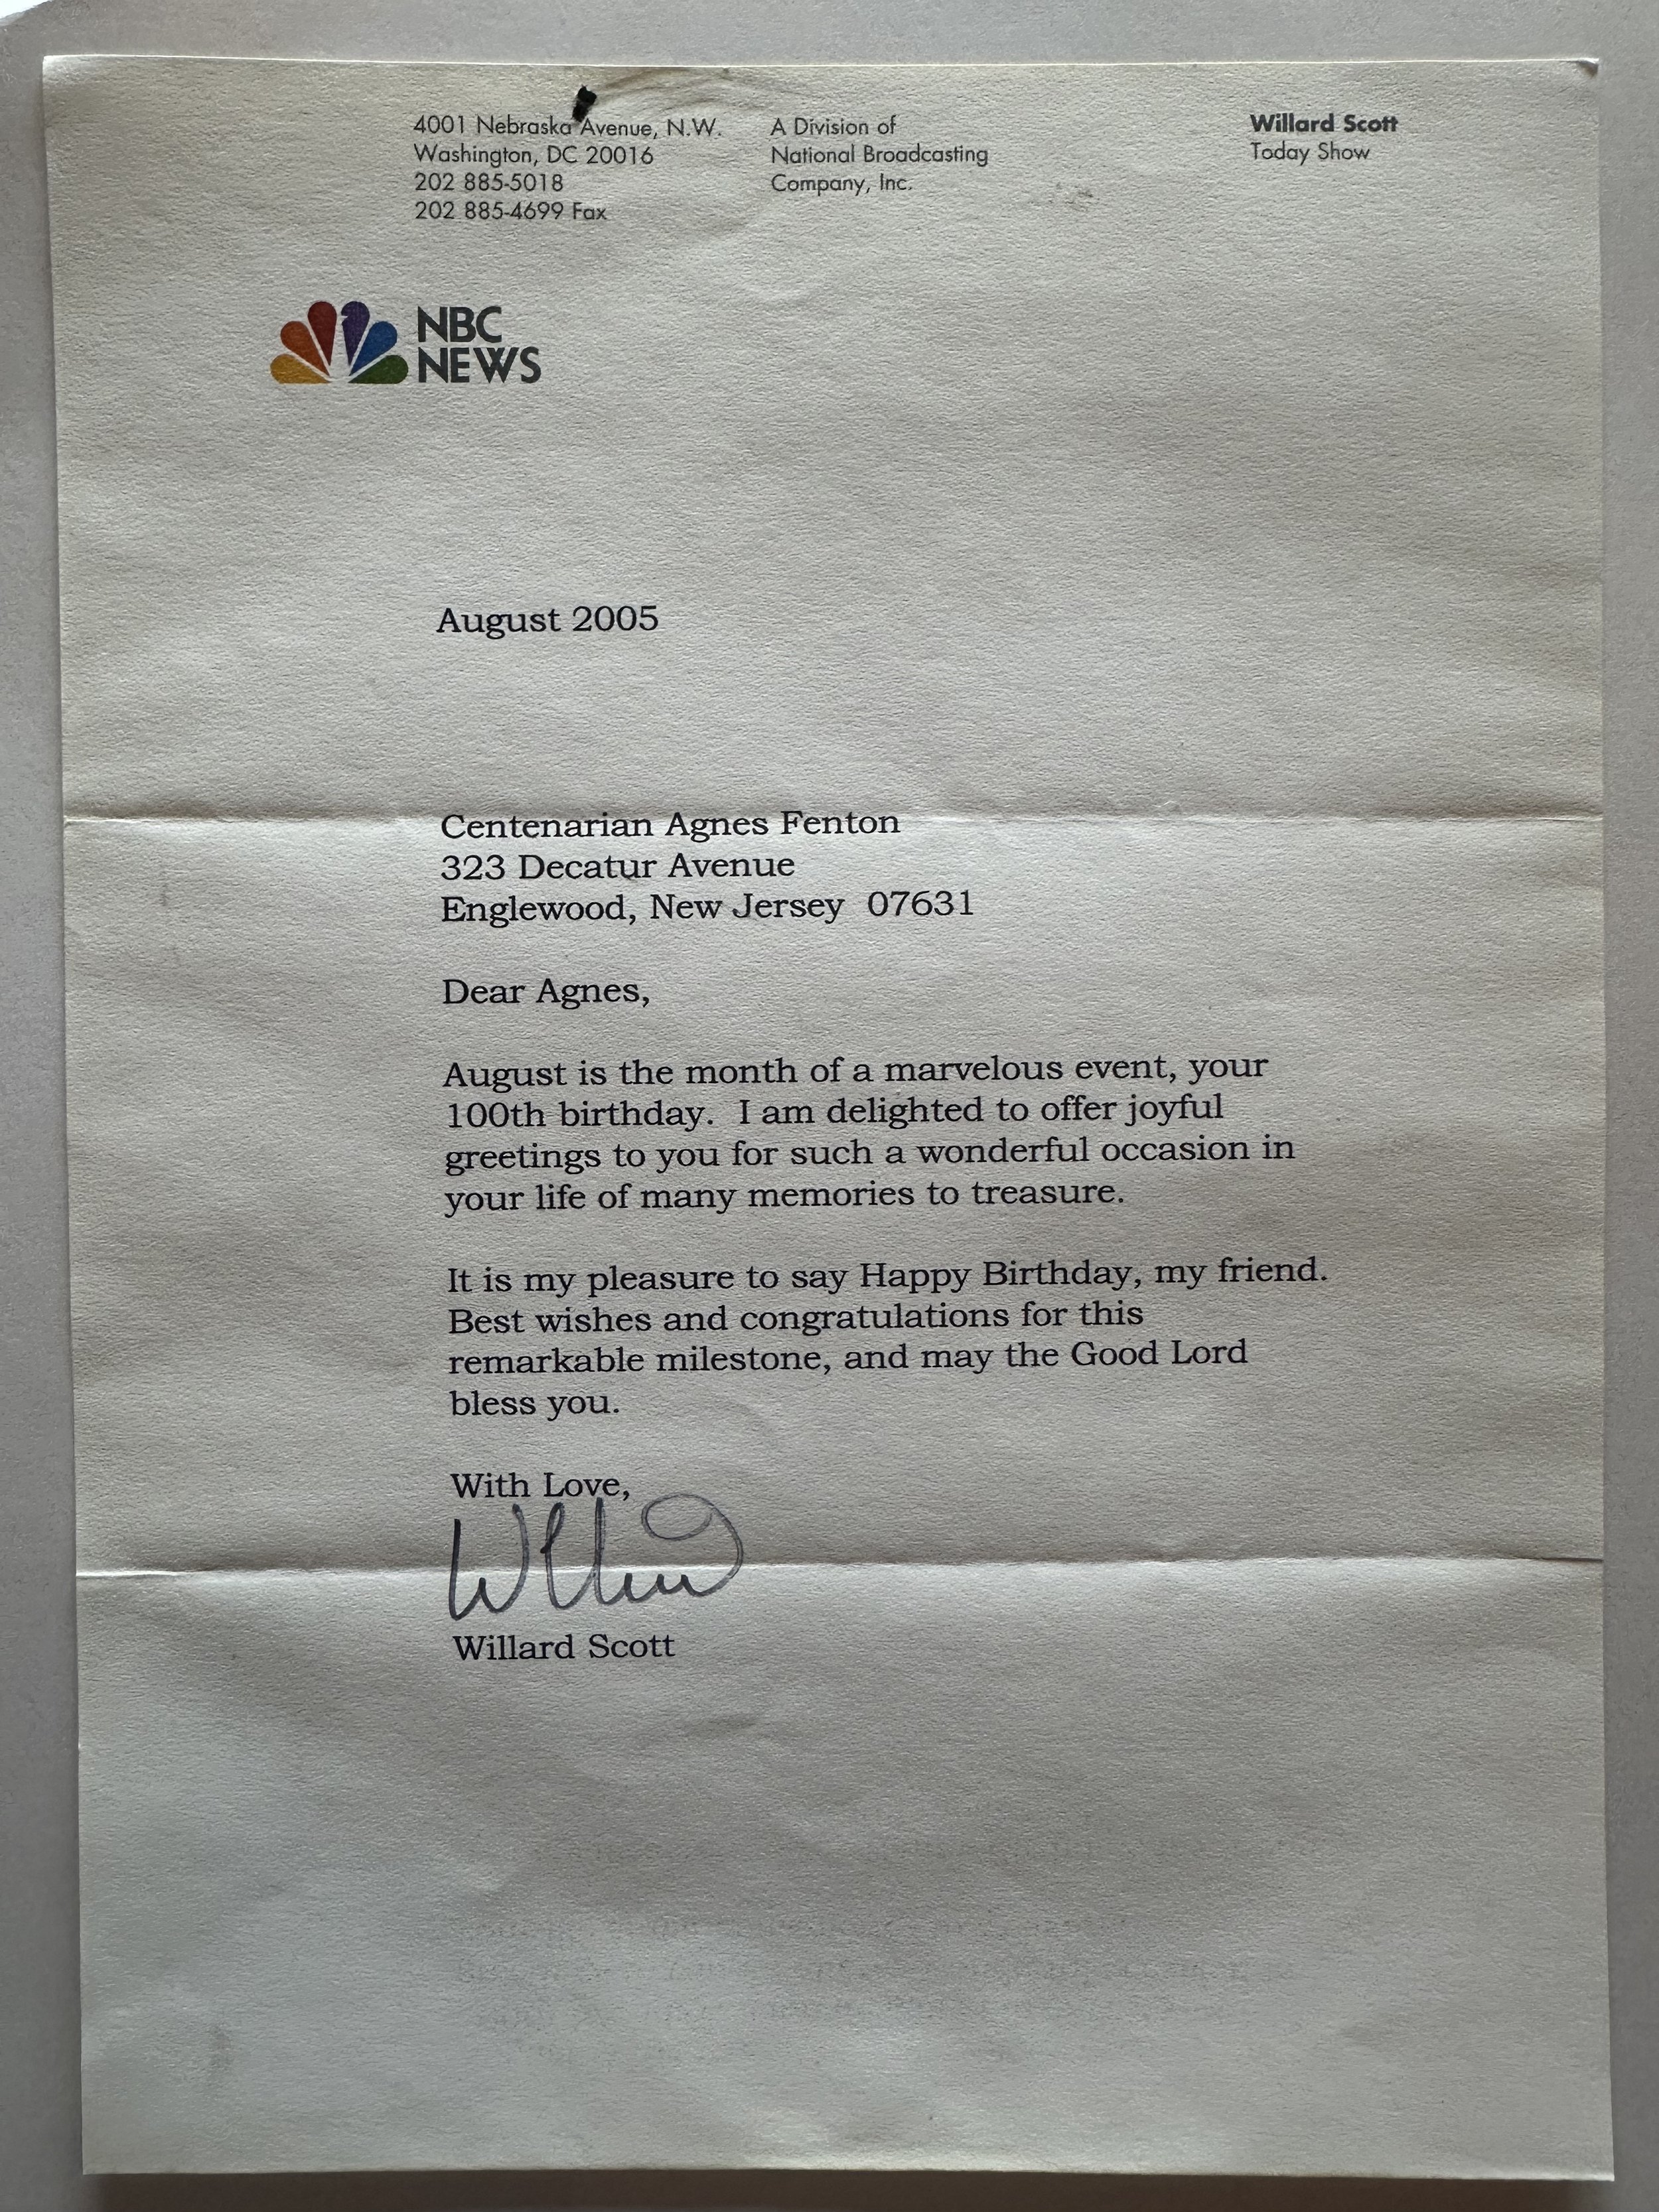 4001 Nebraska Avenue, N.W.
Washington, DC 20016
202 885-5018
202 885-4699 Fax
A Division of
National Broadcasting
Company, Inc.
Willard Scott
Today Show
NBC
NEWS
August 2005
Centenarian Agnes Fenton
323 Decatur Avenue
Englewood, New Jersey  07631
Dear Agnes,
August is the month of a marvelous event, your
100th birthday.  I am delighted to offer joyful
greetings to you for such a wonderful occasion in
your life of many memories to treasure.
It is my pleasure to say Happy Birthday, my friend.
Best wishes and congratulations for this
remarkable milestone, and may the Good Lord
bless you.
With Love,
Willard
Willard Scott